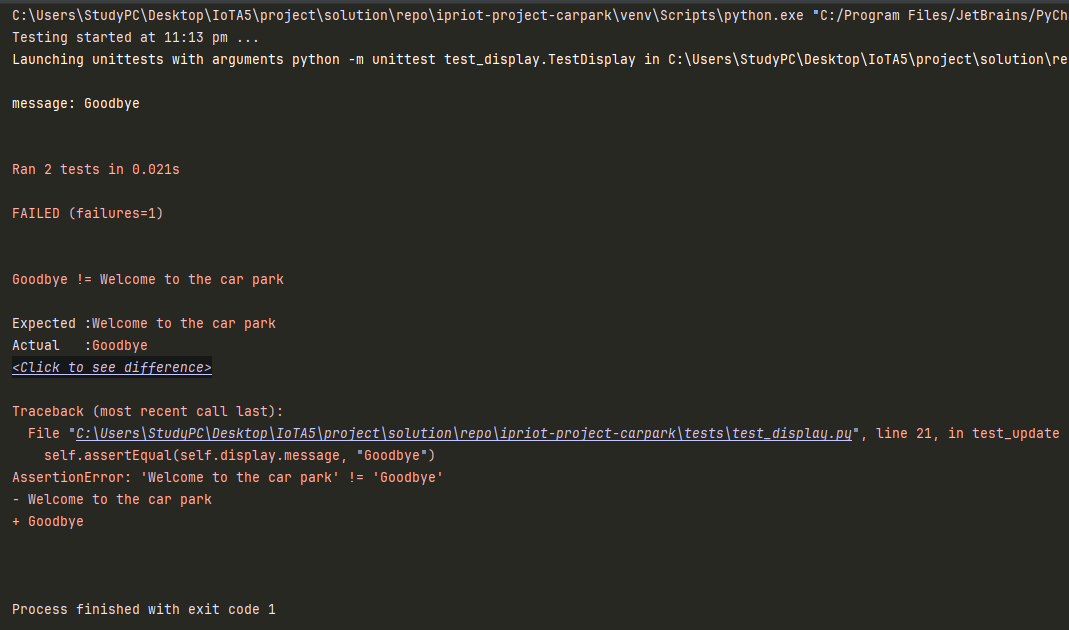 C:\Users\StudyPC\Desktop\IoTA5\project\solution\repo\ipriot-project-carpark\venv\Scripts\python.exe "C:/Program Files/JetBrains/PyCh
Testing started at 11:13 pm ...
Launching unittests with arguments python -m unittest test_display.TestDisplay in C:\Users\StudyPC\Desktop\IoTA5\project\solution\re
message: Goodbye
Ran 2 tests in 0.021s
FAILED (failures=1)
Goodbye != Welcome to the car park
Expected :Welcome to the car park
Actual   :Goodbye
<Click to see difference>
Traceback (most recent call last):
  File "C:\Users\StudyPC\Desktop\IoTA5\project\solution\repo\ipriot-project-carpark\tests\test_display.py", line 21, in test_update
    self.assertEqual(self.display.message, "Goodbye")
AssertionError: 'Welcome to the car park' != 'Goodbye'
- Welcome to the car park
+ Goodbye
Process finished with exit code 1